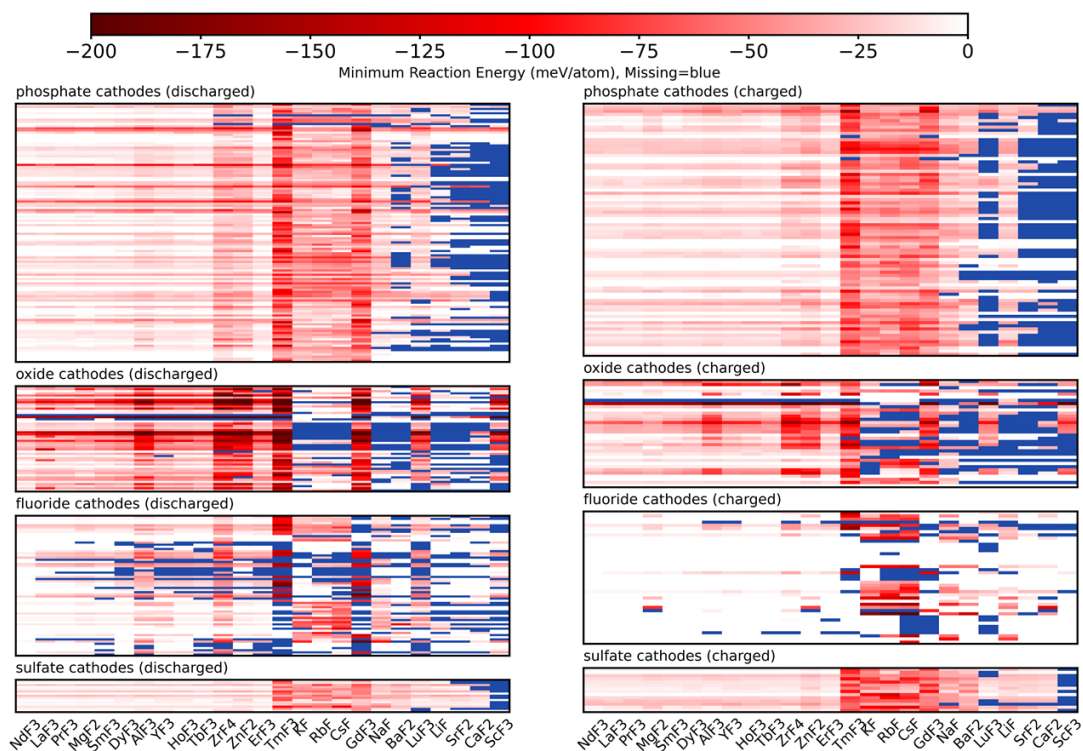 −200 −175 −150 −125 −100 −75 −50 −25 0
Minimum Reaction Energy (meV/atom), Missing=blue
phosphate cathodes (discharged)
phosphate cathodes (charged)
oxide cathodes (discharged)
oxide cathodes (charged)
fluoride cathodes (discharged)
fluoride cathodes (charged)
sulfate cathodes (discharged)
sulfate cathodes (charged)
NdF3 LaF3 PrF3 MgF2 SmF3 DyF3 AlF3 YF3 HoF3 TbF3 ZrF4 ZnF2 ErF3 TmF3 KF RbF CsF GdF3 NaF BaF2 LuF3 LiF SrF2 CaF2 ScF3
NdF3 LaF3 PrF3 MgF2 SmF3 DyF3 AlF3 YF3 HoF3 TbF3 ZrF4 ZnF2 ErF3 TmF3 KF RbF CsF GdF3 NaF BaF2 LuF3 LiF SrF2 CaF2 ScF3